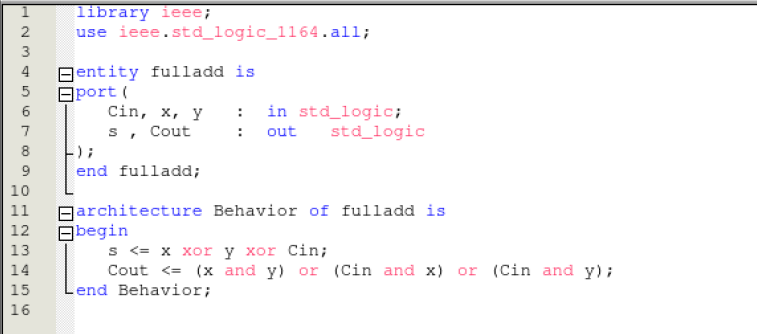 1 library ieee;
2 use ieee.std_logic_1164.all;
3
4 entity fulladd is
5 port(
6 Cin, x, y : in std_logic;
7 s , Cout : out std_logic
8 );
9 end fulladd;
10
11 architecture Behavior of fulladd is
12 begin
13 s <= x xor y xor Cin;
14 Cout <= (x and y) or (Cin and x) or (Cin and y);
15 end Behavior;
16